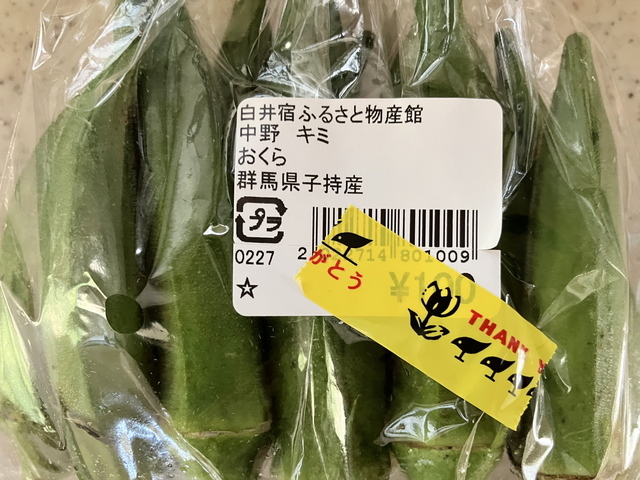 白井宿ふるさと物産館
中野 キミ
おくら
群馬県子持産
プラ
0227
714801009
☆
¥100
がとう
THANK